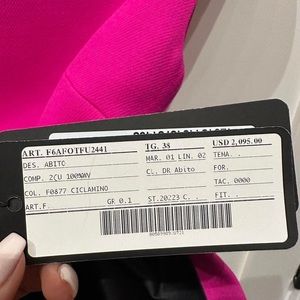 ART. F6AFOTFU2441 TG. 38 USD 2,095.00
DES. ABITO MAR. 01 LIN. 02 TEMA. .
COMP. 2CU 100%AV CL. DR Abito FOR.
COL. F0877 CICLAMINO TAC. 0000
ART.F GR 0.1 ST.20223 C. . FIT. .